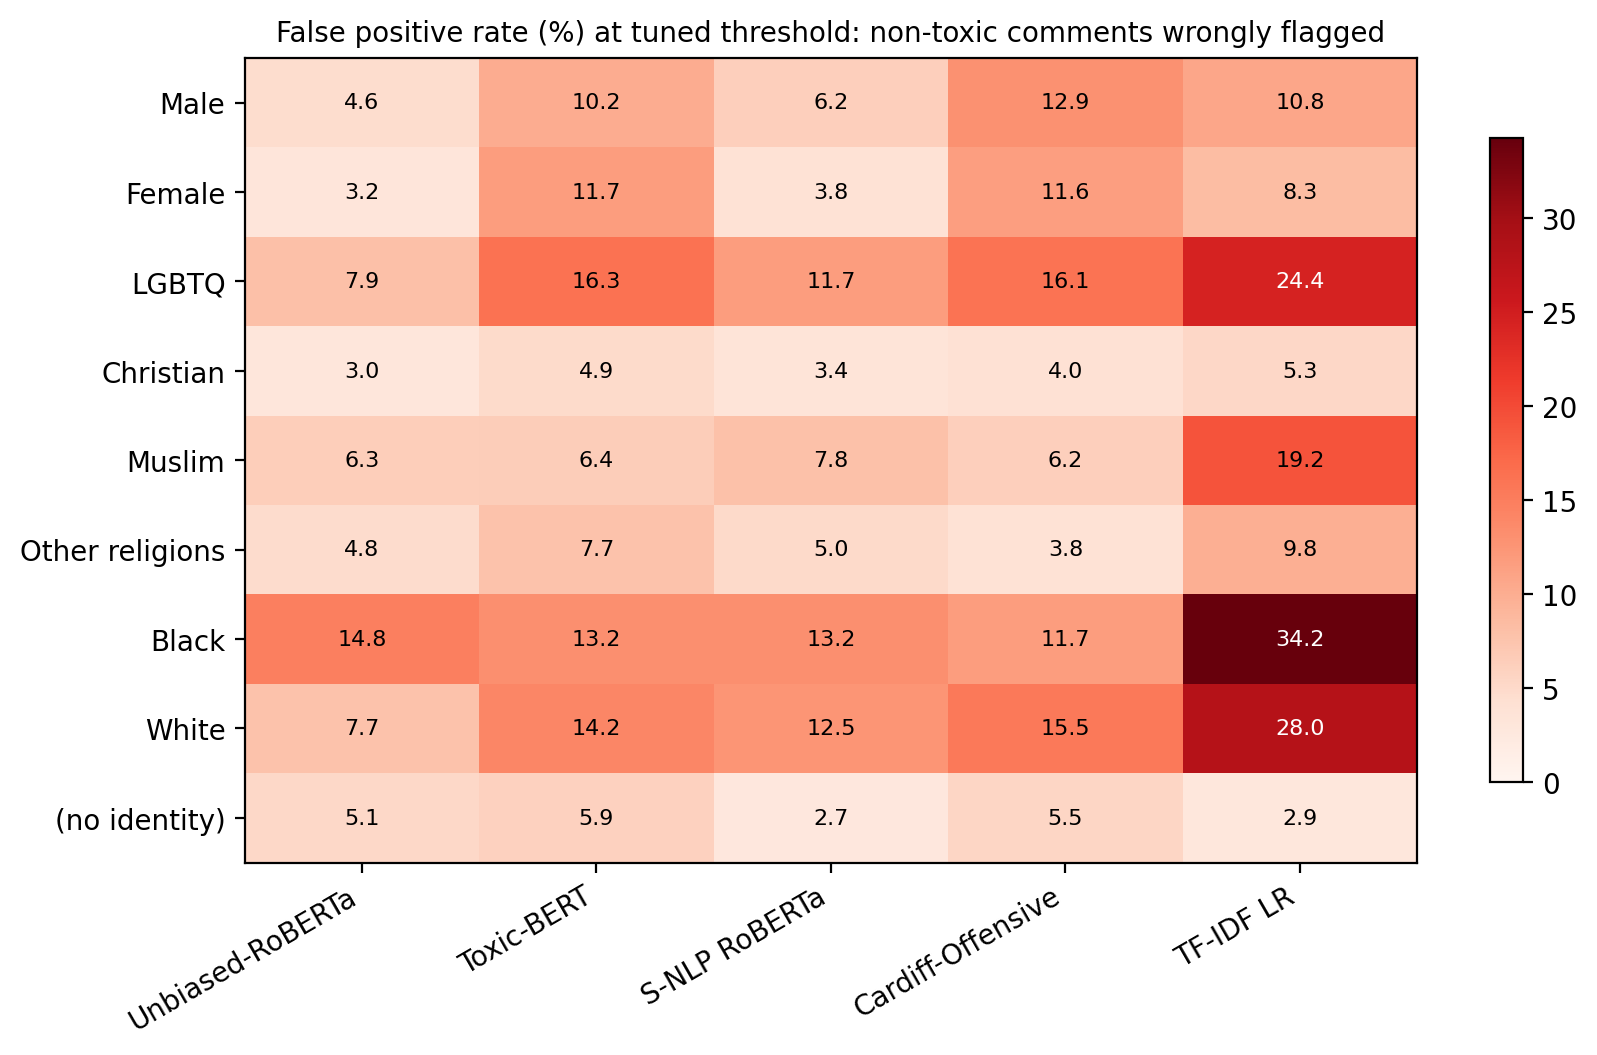 False positive rate (%) at tuned threshold: non-toxic comments wrongly flagged
Male 4.6 10.2 6.2 12.9 10.8
Female 3.2 11.7 3.8 11.6 8.3
LGBTQ 7.9 16.3 11.7 16.1 24.4
Christian 3.0 4.9 3.4 4.0 5.3
Muslim 6.3 6.4 7.8 6.2 19.2
Other religions 4.8 7.7 5.0 3.8 9.8
Black 14.8 13.2 13.2 11.7 34.2
White 7.7 14.2 12.5 15.5 28.0
(no identity) 5.1 5.9 2.7 5.5 2.9
Unbiased-RoBERTa
Toxic-BERT
S-NLP RoBERTa
Cardiff-Offensive
TF-IDF LR
30
25
20
15
10
5
0